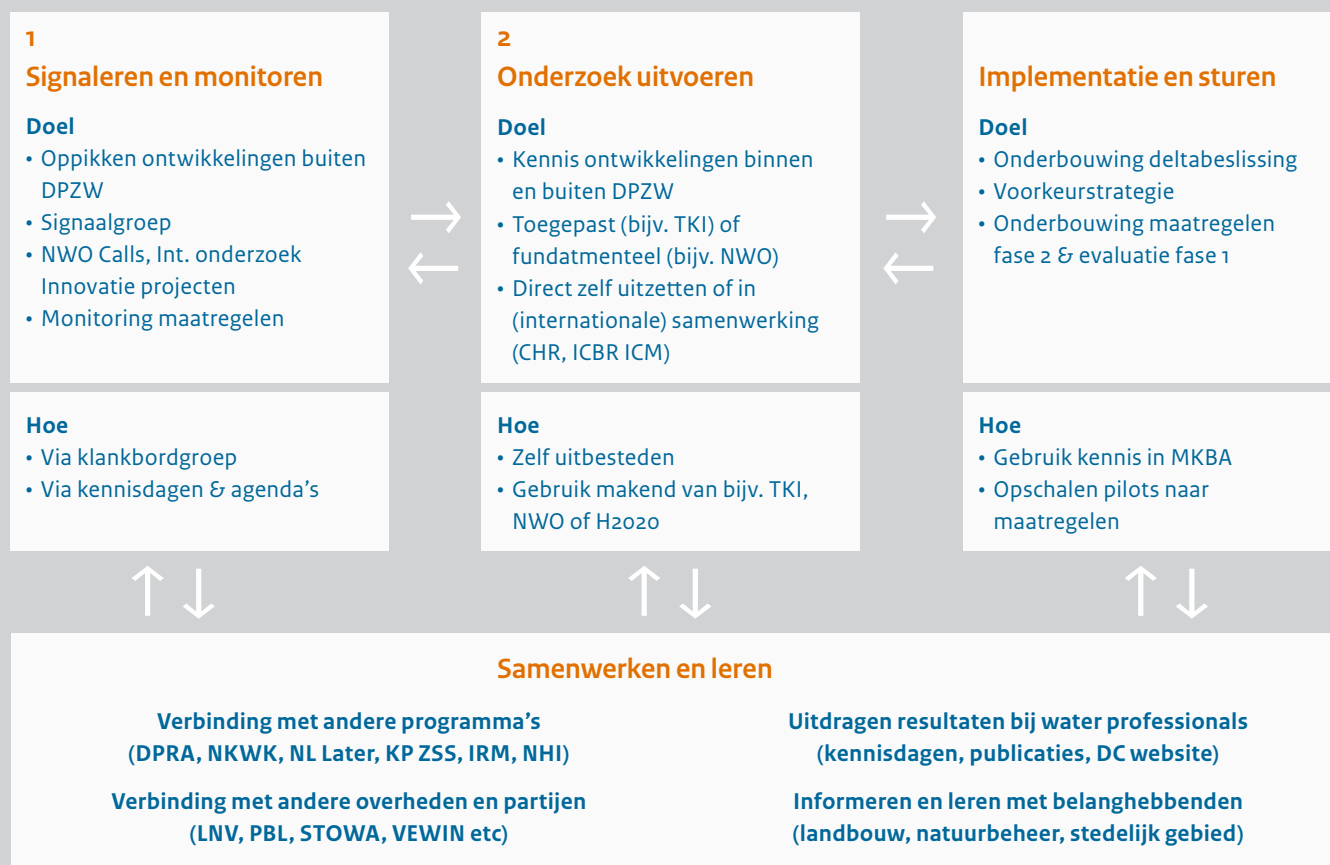 1
Signaleren en monitoren
Doel
• Oppikken ontwikkelingen buiten
DPZW
• Signaalgroep
• NWO Calls, Int. onderzoek
Innovatie projecten
• Monitoring maatregelen
Hoe
• Via klankbordgroep
• Via kennisdagen & agenda's
2
Onderzoek uitvoeren
Doel
• Kennis ontwikkelingen binnen
en buiten DPZW
• Toegepast (bijv. TKI) of
fundatmenteel (bijv. NWO)
• Direct zelf uitzetten of in
(internationale) samenwerking
(CHR, ICBR ICM)
Hoe
• Zelf uitbesteden
• Gebruik makend van bijv. TKI,
NWO of H2020
Implementatie en sturen
Doel
• Onderbouwing deltabeslissing
• Voorkeurstrategie
• Onderbouwing maatregelen
fase 2 & evaluatie fase 1
Hoe
• Gebruik kennis in MKBA
• Opschalen pilots naar
maatregelen
Samenwerken en leren
Verbinding met andere programma's
(DPRA, NKWK, NL Later, KP ZSS, IRM, NHI)
Verbinding met andere overheden en partijen
(LNV, PBL, STOWA, VEWIN etc)
Uitdragen resultaten bij water professionals
(kennisdagen, publicaties, DC website)
Informeren en leren met belanghebbenden
(landbouw, natuurbeheer, stedelijk gebied)